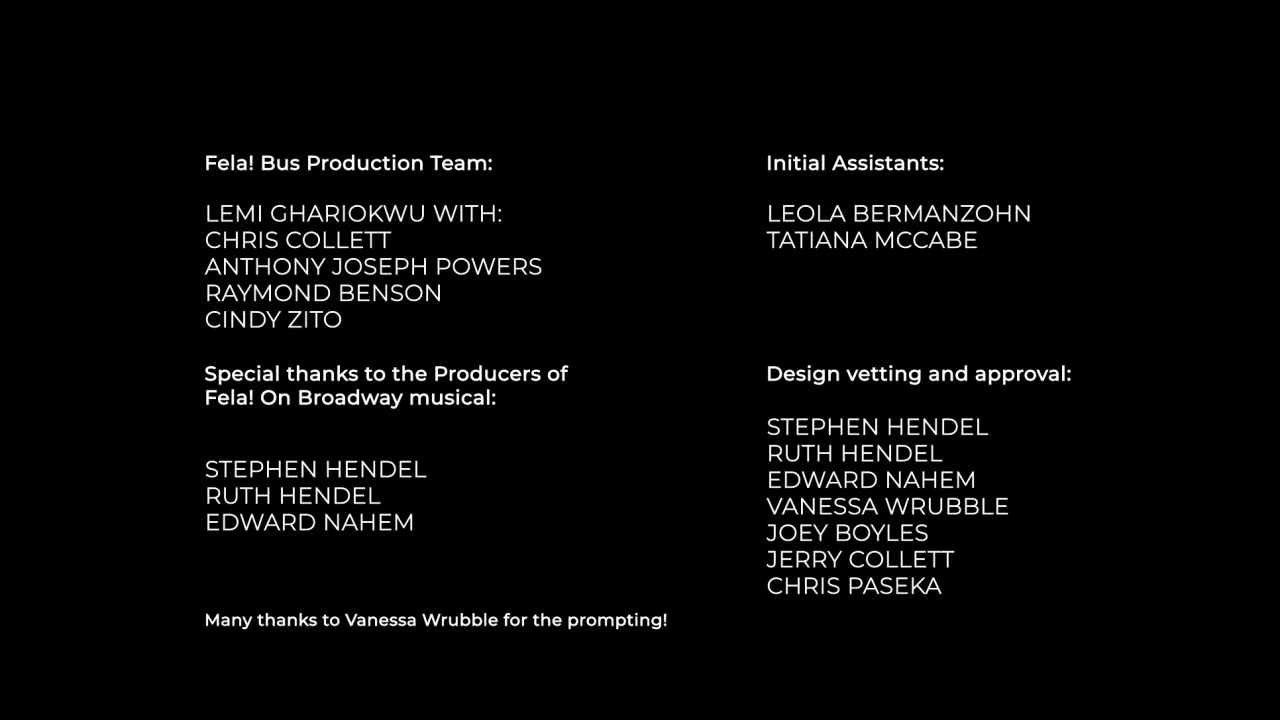 Fela! Bus Production Team:
LEMI GHARIOKWU WITH:
CHRIS COLLETT
ANTHONY JOSEPH POWERS
RAYMOND BENSON
CINDY ZITO
Initial Assistants:
LEOLA BERMANZOHN
TATIANA MCCABE
Special thanks to the Producers of
Fela! On Broadway musical:
STEPHEN HENDEL
RUTH HENDEL
EDWARD NAHEM
Design vetting and approval:
STEPHEN HENDEL
RUTH HENDEL
EDWARD NAHEM
VANESSA WRUBBLE
JOEY BOYLES
JERRY COLLETT
CHRIS PASEKA
Many thanks to Vanessa Wrubble for the prompting!